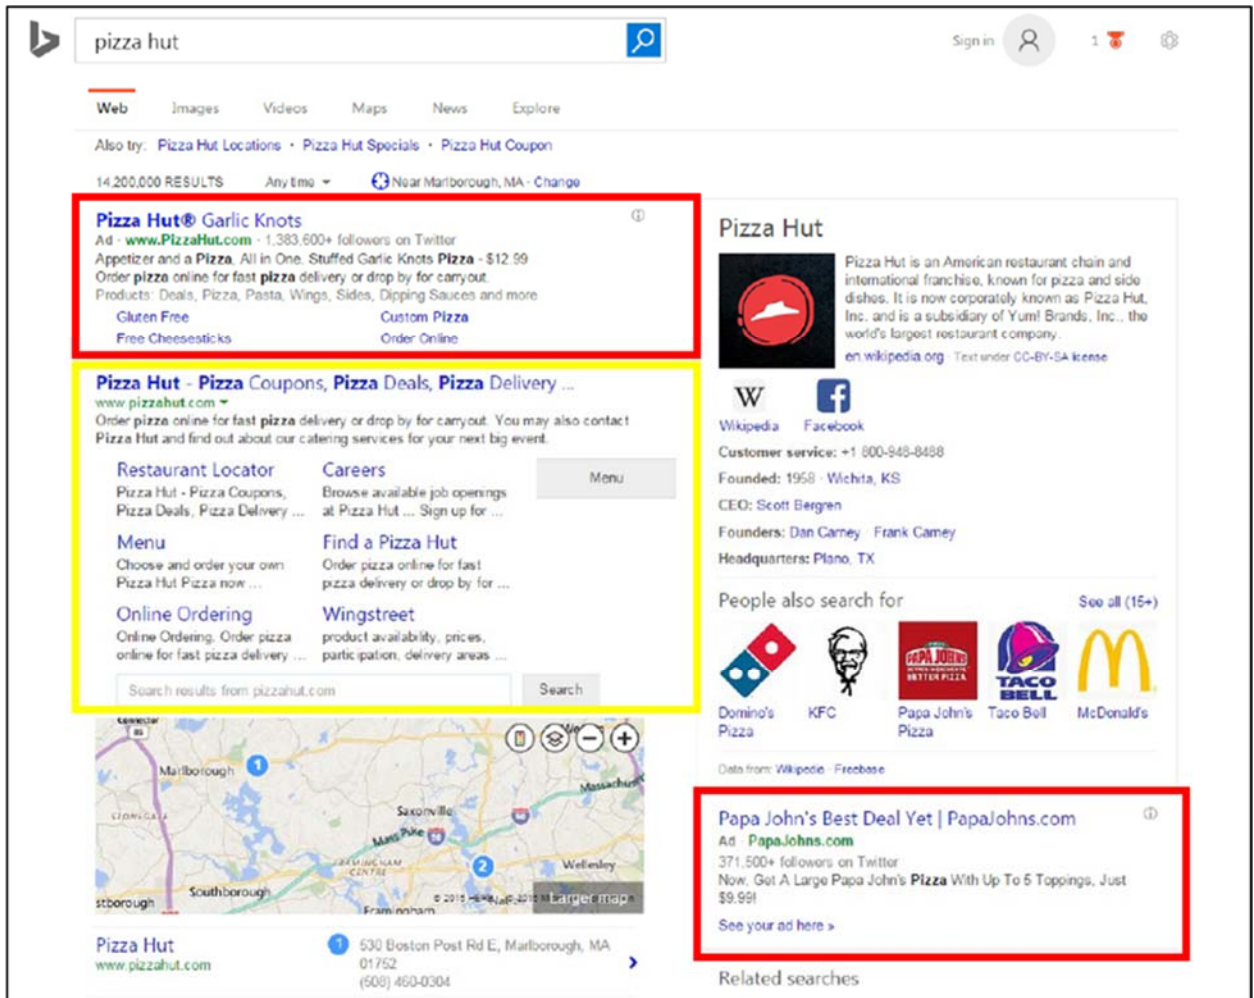 pizza hut
Sign in
1
Web Images Videos Maps News Explore
Also try: Pizza Hut Locations · Pizza Hut Specials · Pizza Hut Coupon
14,200,000 RESULTS Any time Near Marlborough, MA · Change
Pizza Hut® Garlic Knots
Ad · www.PizzaHut.com · 1,383,600+ followers on Twitter
Appetizer and a Pizza, All in One. Stuffed Garlic Knots Pizza - $12.99
Order pizza online for fast pizza delivery or drop by for carryout.
Products: Deals, Pizza, Pasta, Wings, Sides, Dipping Sauces and more
Gluten Free Custom Pizza
Free Cheesesticks Order Online
Pizza Hut - Pizza Coupons, Pizza Deals, Pizza Delivery ...
www.pizzahut.com
Order pizza online for fast pizza delivery or drop by for carryout. You may also contact
Pizza Hut and find out about our catering services for your next big event.
Restaurant Locator
Pizza Hut - Pizza Coupons,
Pizza Deals, Pizza Delivery ...
Careers
Browse available job openings
at Pizza Hut ... Sign up for ...
Menu
Menu
Choose and order your own
Pizza Hut Pizza now ...
Find a Pizza Hut
Order pizza online for fast
pizza delivery or drop by for ...
Online Ordering
Online Ordering. Order pizza
online for fast pizza delivery ...
Wingstreet
product availability, prices,
participation, delivery areas ...
Search results from pizzahut.com Search
Marlborough
1
Saxonville
Mass Pike
90
2
Wellesley
FRAMINGHAM
CENTRE
Southborough
stborough
Framingham
Larger map
Pizza Hut
www.pizzahut.com
1
530 Boston Post Rd E, Marlborough, MA
01752
(508) 460-0304
Pizza Hut
Pizza Hut is an American restaurant chain and
international franchise, known for pizza and side
dishes. It is now corporately known as Pizza Hut,
Inc. and is a subsidiary of Yum! Brands, Inc., the
world's largest restaurant company.
en.wikipedia.org · Text under CC-BY-SA license
W
f
Wikipedia Facebook
Customer service: +1 800-948-8488
Founded: 1958 · Wichita, KS
CEO: Scott Bergren
Founders: Dan Carney · Frank Carney
Headquarters: Plano, TX
People also search for See all (15+)
PAPA JOHNS
BETTER PIZZA
TACO
BELL
Domino's
Pizza
KFC
Papa John's
Pizza
Taco Bell
McDonald's
Data from: Wikipedia · Freebase
Papa John's Best Deal Yet | PapaJohns.com
Ad · PapaJohns.com
371,500+ followers on Twitter
Now, Get A Large Papa John's Pizza With Up To 5 Toppings, Just
$9.99!
See your ad here »
Related searches